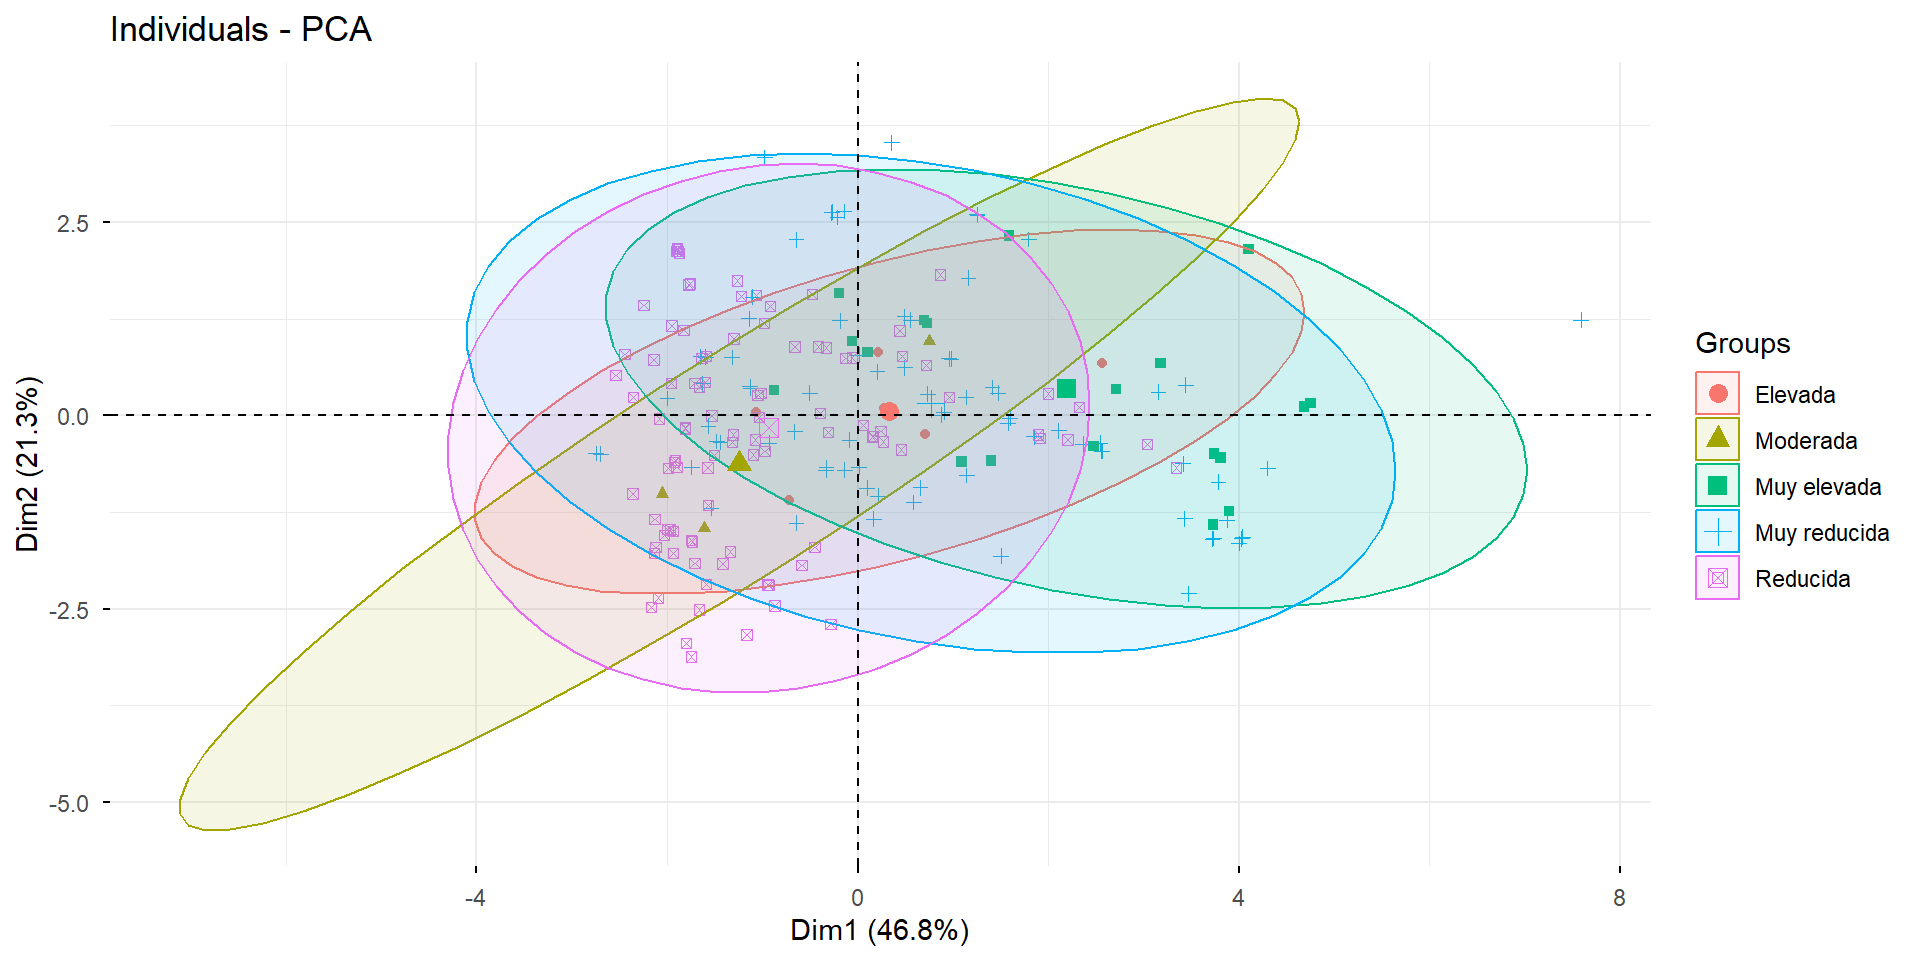 Individuals - PCA
Dim2 (21.3%)
2.5
0.0
-2.5
-5.0
-4
0
4
8
Dim1 (46.8%)
Groups
Elevada
Moderada
Muy elevada
Muy reducida
Reducida